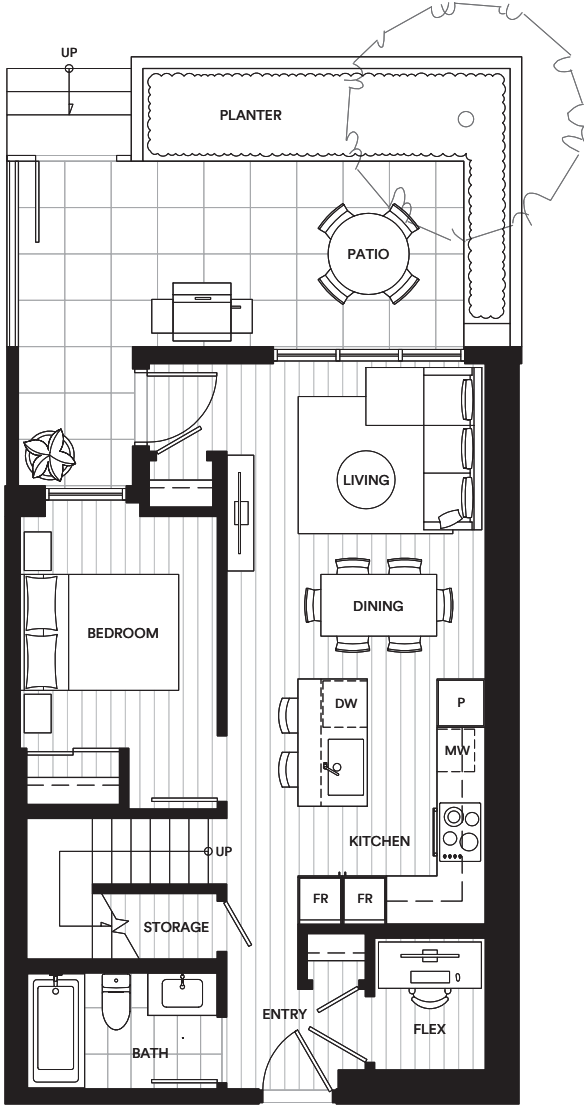 UP
PLANTER
PATIO
LIVING
DINING
BEDROOM
DW
P
MW
KITCHEN
UP
FR
FR
STORAGE
ENTRY
FLEX
BATH